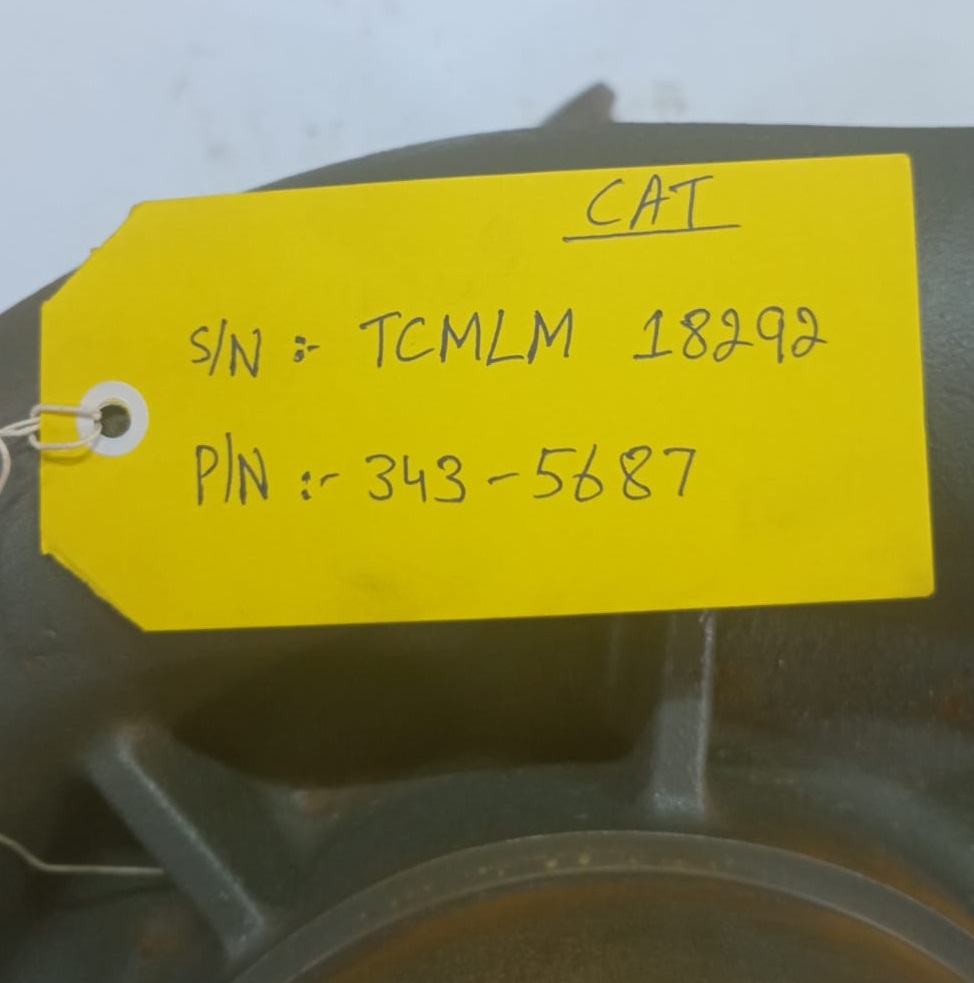 CAT
S/N :- TCMLM 18292
P/N :- 343-5687